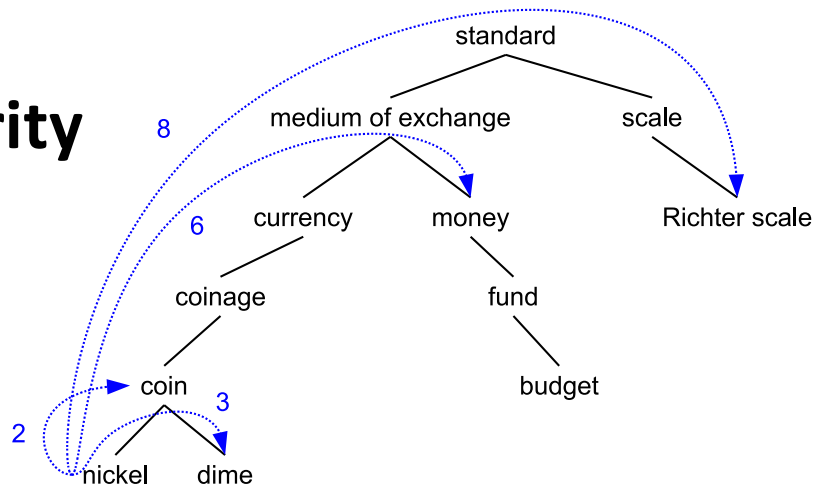 standard
rity
8
medium of exchange
scale
6
currency
money
Richter scale
coinage
fund
coin
budget
3
2
nickel
dime